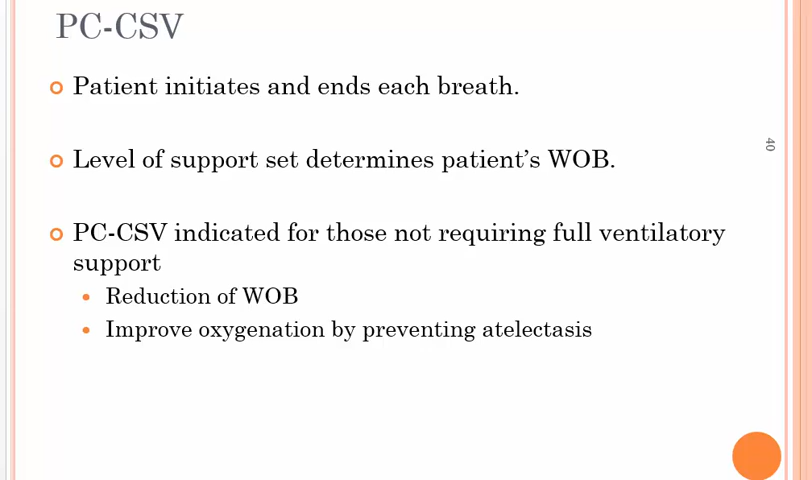 PC-CSV
Patient initiates and ends each breath.
Level of support set determines patient's WOB.
40
PC-CSV indicated for those not requiring full ventilatory
support
Reduction of WOB
Improve oxygenation by preventing atelectasis